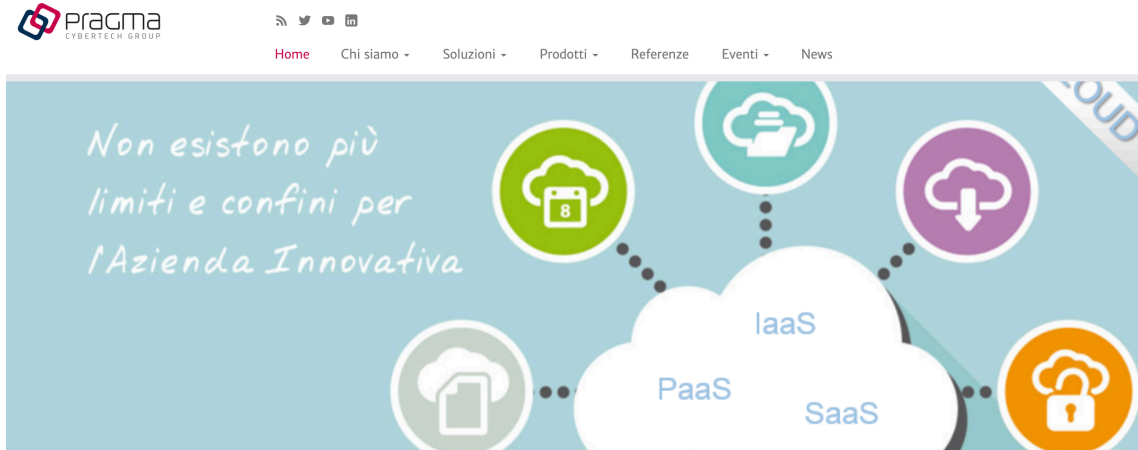 Pragma
CYBERTECH GROUP
Home Chi siamo Soluzioni Prodotti Referenze Eventi News
Non esistono più
limiti e confini per
l'Azienda Innovativa
8
IaaS
PaaS
SaaS